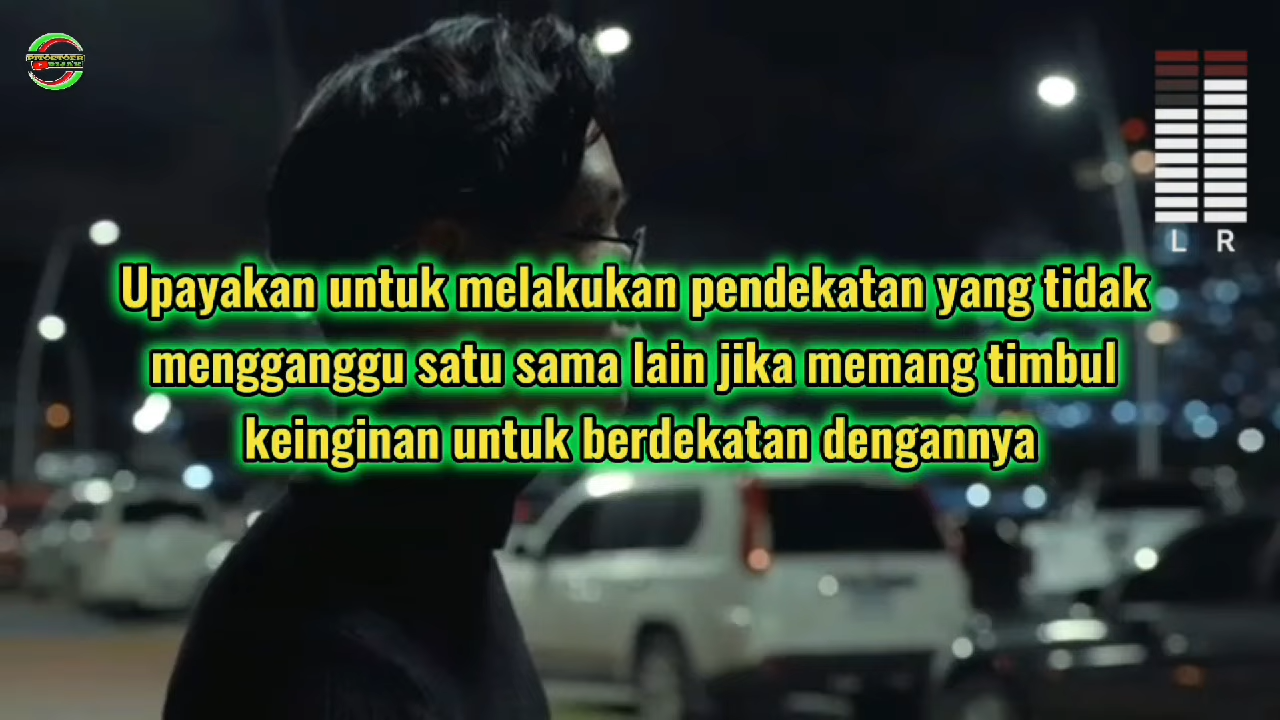 Upayakan untuk melakukan pendekatan yang tidak
mengganggu satu sama lain jika memang timbul
keinginan untuk berdekatan dengannya
L R